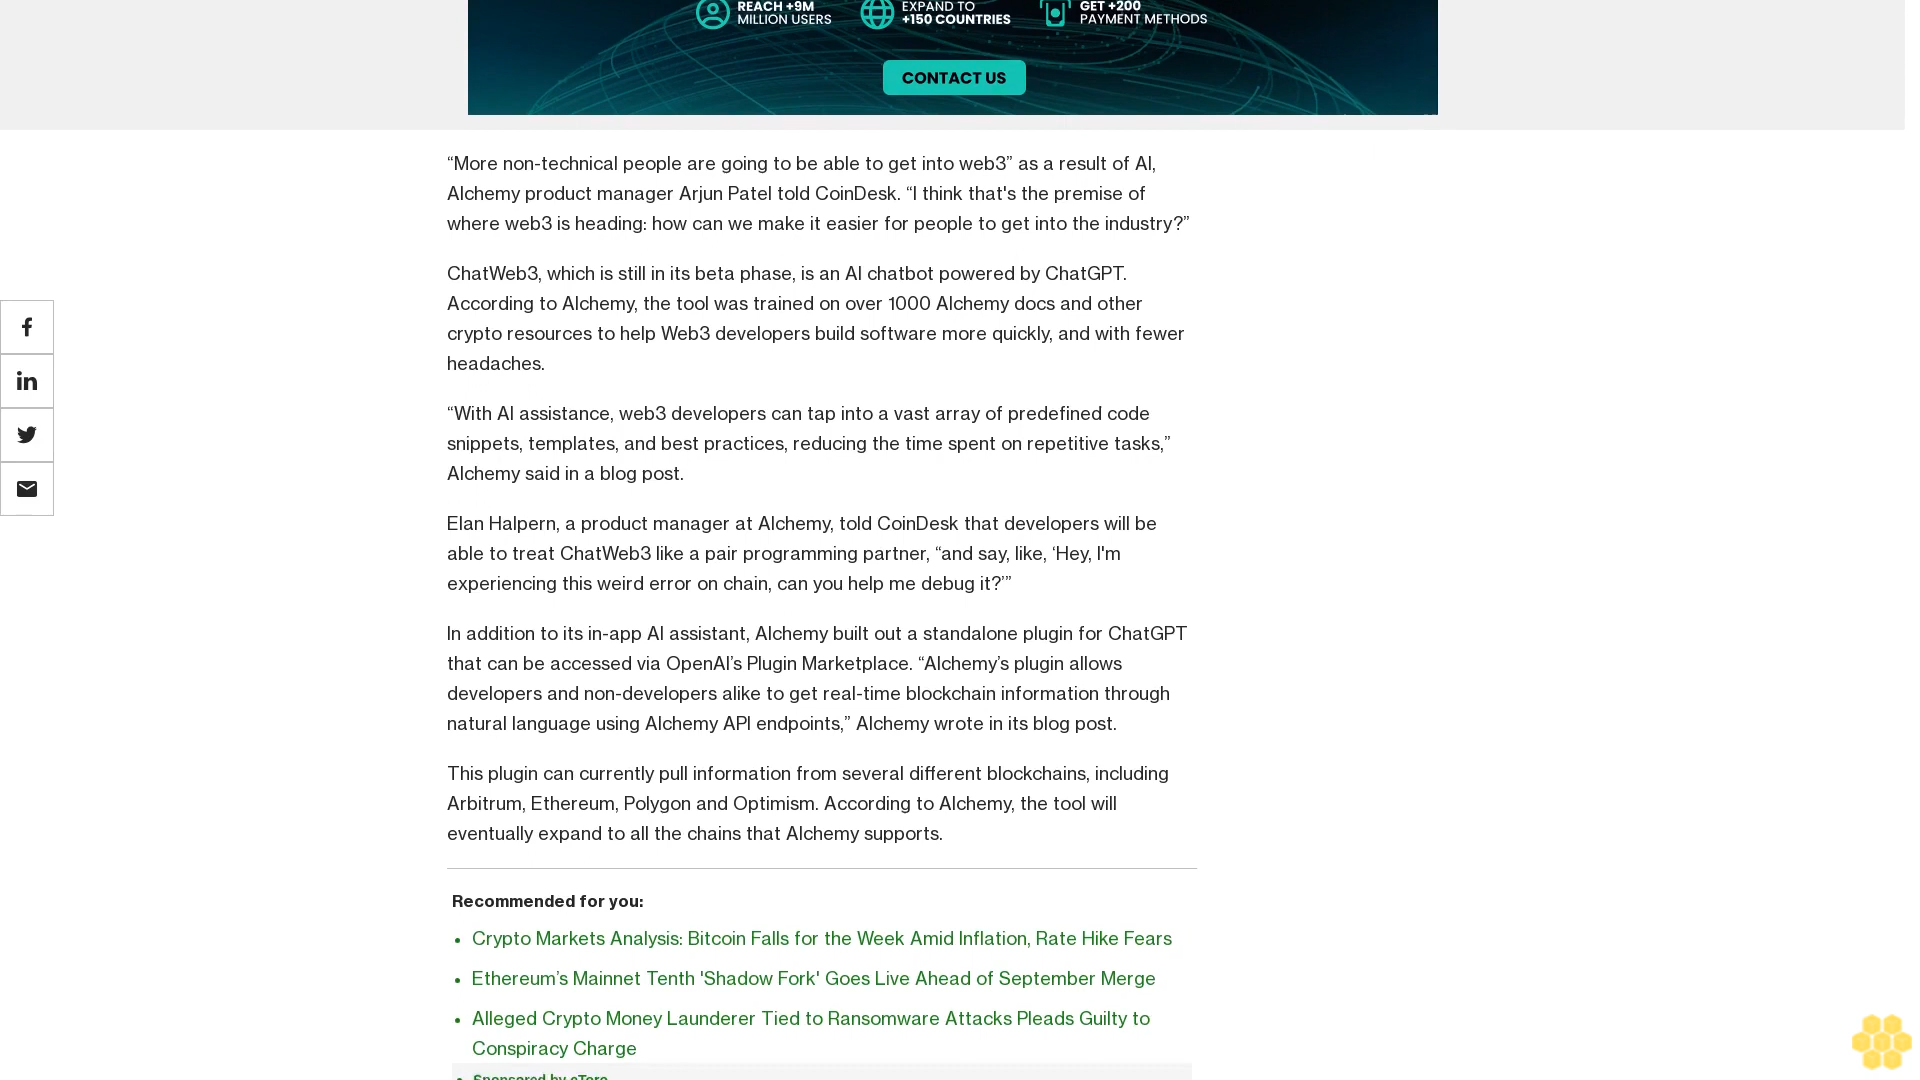 REACH +9M
MILLION USERS
EXPAND TO
+150 COUNTRIES
GET +200
PAYMENT METHODS
CONTACT US
“More non-technical people are going to be able to get into web3” as a result of AI,
Alchemy product manager Arjun Patel told CoinDesk. “I think that's the premise of
where web3 is heading: how can we make it easier for people to get into the industry?”
ChatWeb3, which is still in its beta phase, is an AI chatbot powered by ChatGPT.
According to Alchemy, the tool was trained on over 1000 Alchemy docs and other
crypto resources to help Web3 developers build software more quickly, and with fewer
headaches.
“With AI assistance, web3 developers can tap into a vast array of predefined code
snippets, templates, and best practices, reducing the time spent on repetitive tasks,”
Alchemy said in a blog post.
Elan Halpern, a product manager at Alchemy, told CoinDesk that developers will be
able to treat ChatWeb3 like a pair programming partner, “and say, like, ‘Hey, I'm
experiencing this weird error on chain, can you help me debug it?’”
In addition to its in-app AI assistant, Alchemy built out a standalone plugin for ChatGPT
that can be accessed via OpenAI’s Plugin Marketplace. “Alchemy’s plugin allows
developers and non-developers alike to get real-time blockchain information through
natural language using Alchemy API endpoints,” Alchemy wrote in its blog post.
This plugin can currently pull information from several different blockchains, including
Arbitrum, Ethereum, Polygon and Optimism. According to Alchemy, the tool will
eventually expand to all the chains that Alchemy supports.
Recommended for you:
• Crypto Markets Analysis: Bitcoin Falls for the Week Amid Inflation, Rate Hike Fears
• Ethereum’s Mainnet Tenth 'Shadow Fork' Goes Live Ahead of September Merge
• Alleged Crypto Money Launderer Tied to Ransomware Attacks Pleads Guilty to
Conspiracy Charge
• Sponsored by eToro